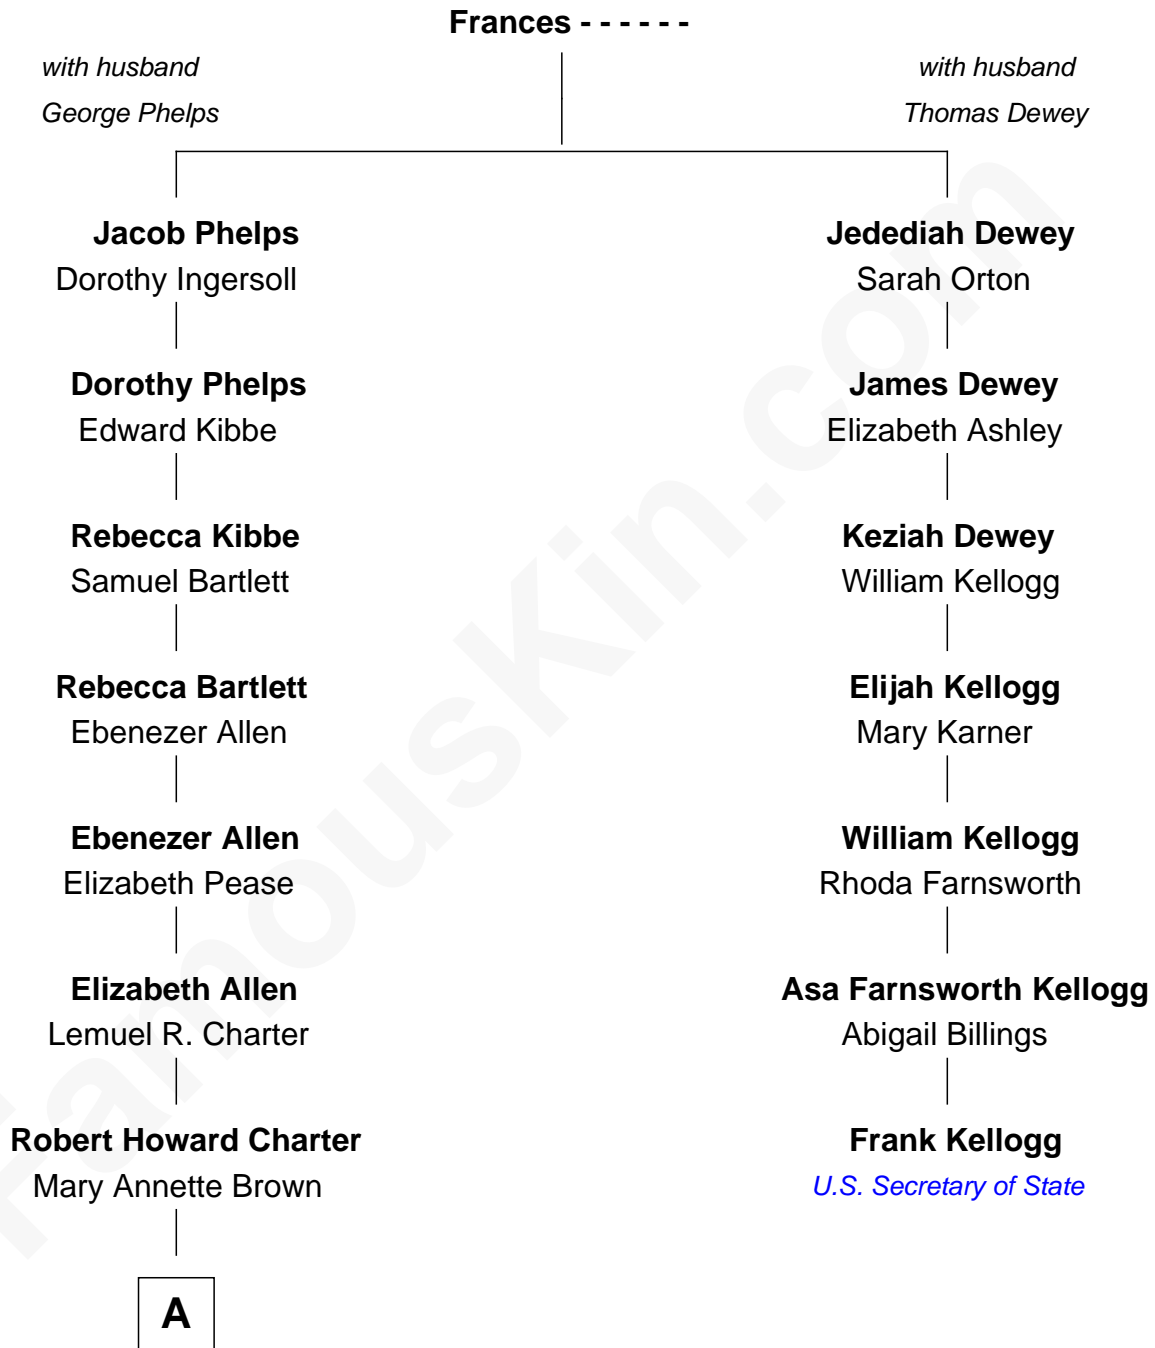 Frances - - - - - -
with husband
George Phelps
with husband
Thomas Dewey
Jacob Phelps
Dorothy Ingersoll
Jedediah Dewey
Sarah Orton
Dorothy Phelps
Edward Kibbe
James Dewey
Elizabeth Ashley
Rebecca Kibbe
Samuel Bartlett
Keziah Dewey
William Kellogg
Rebecca Bartlett
Ebenezer Allen
Elijah Kellogg
Mary Karner
Ebenezer Allen
Elizabeth Pease
William Kellogg
Rhoda Farnsworth
Elizabeth Allen
Lemuel R. Charter
Asa Farnsworth Kellogg
Abigail Billings
Robert Howard Charter
Mary Annette Brown
Frank Kellogg
U.S. Secretary of State
A
FamousKin.com